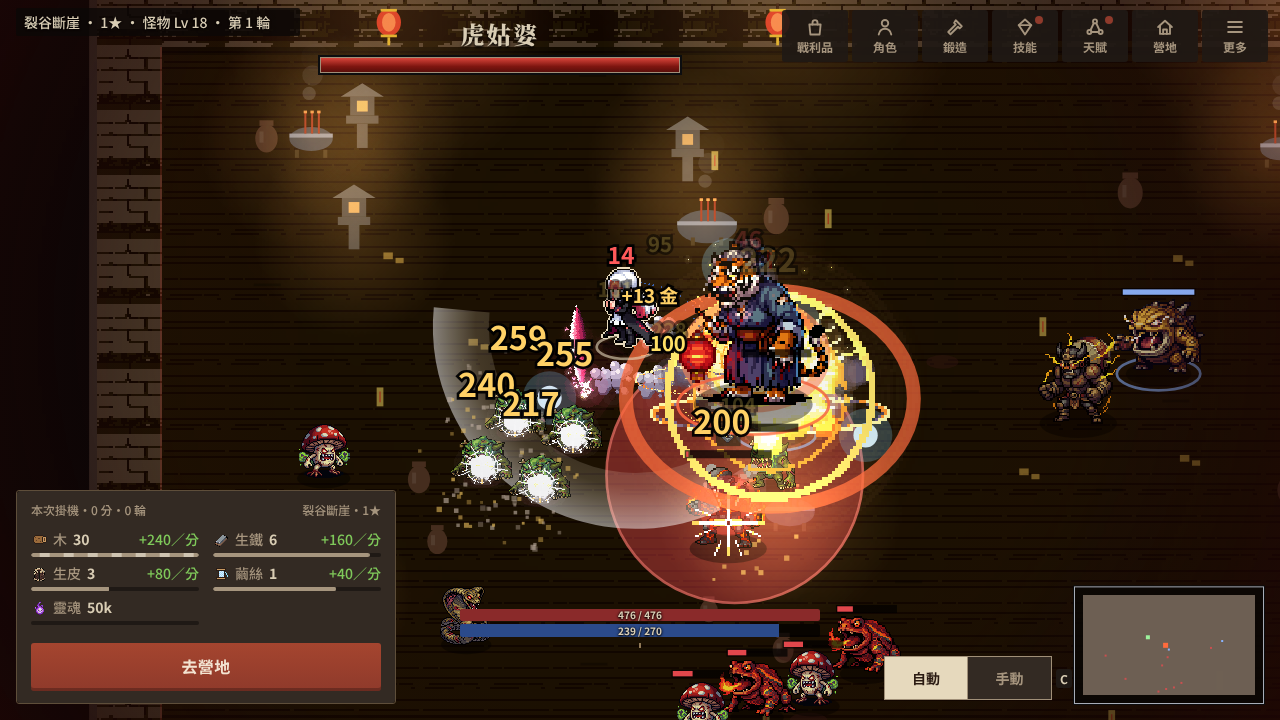 裂谷斷崖 · 1★ · 怪物 Lv 18 · 第 1 輪
虎姑婆
戰利品
角色
鍛造
技能
天賦
營地
更多
95
14
+13 金
100
259
255
240
217
200
本次掛機·0 分·0 輪
裂谷斷崖·1★
木 30 +240／分
生鐵 6 +160／分
生皮 3 +80／分
繭絲 1 +40／分
靈魂 50k
去營地
476 / 476
239 / 270
自動
手動
C